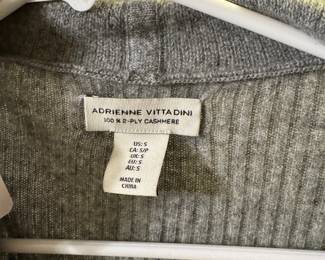 ADRIENNE VITTADINI
100 % 2-PLY CASHMERE
US: S
CA: S/P
UK: S
EU: S
AU: S
MADE IN
CHINA